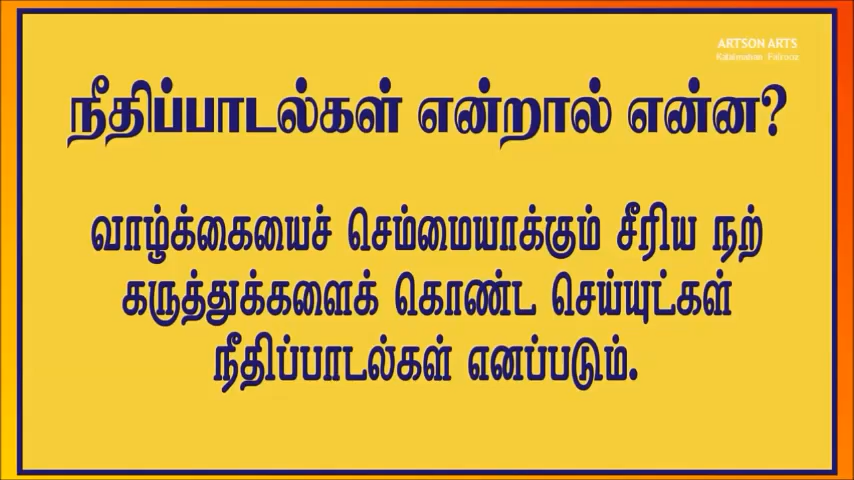 ARTSON ARTS
நீதிப்பாடல்கள் என்றால் என்ன?
வாழ்க்கையைச் செம்மையாக்கும் சீரிய நற்
கருத்துக்களைக் கொண்ட செய்யுட்கள்
நீதிப்பாடல்கள் எனப்படும்.